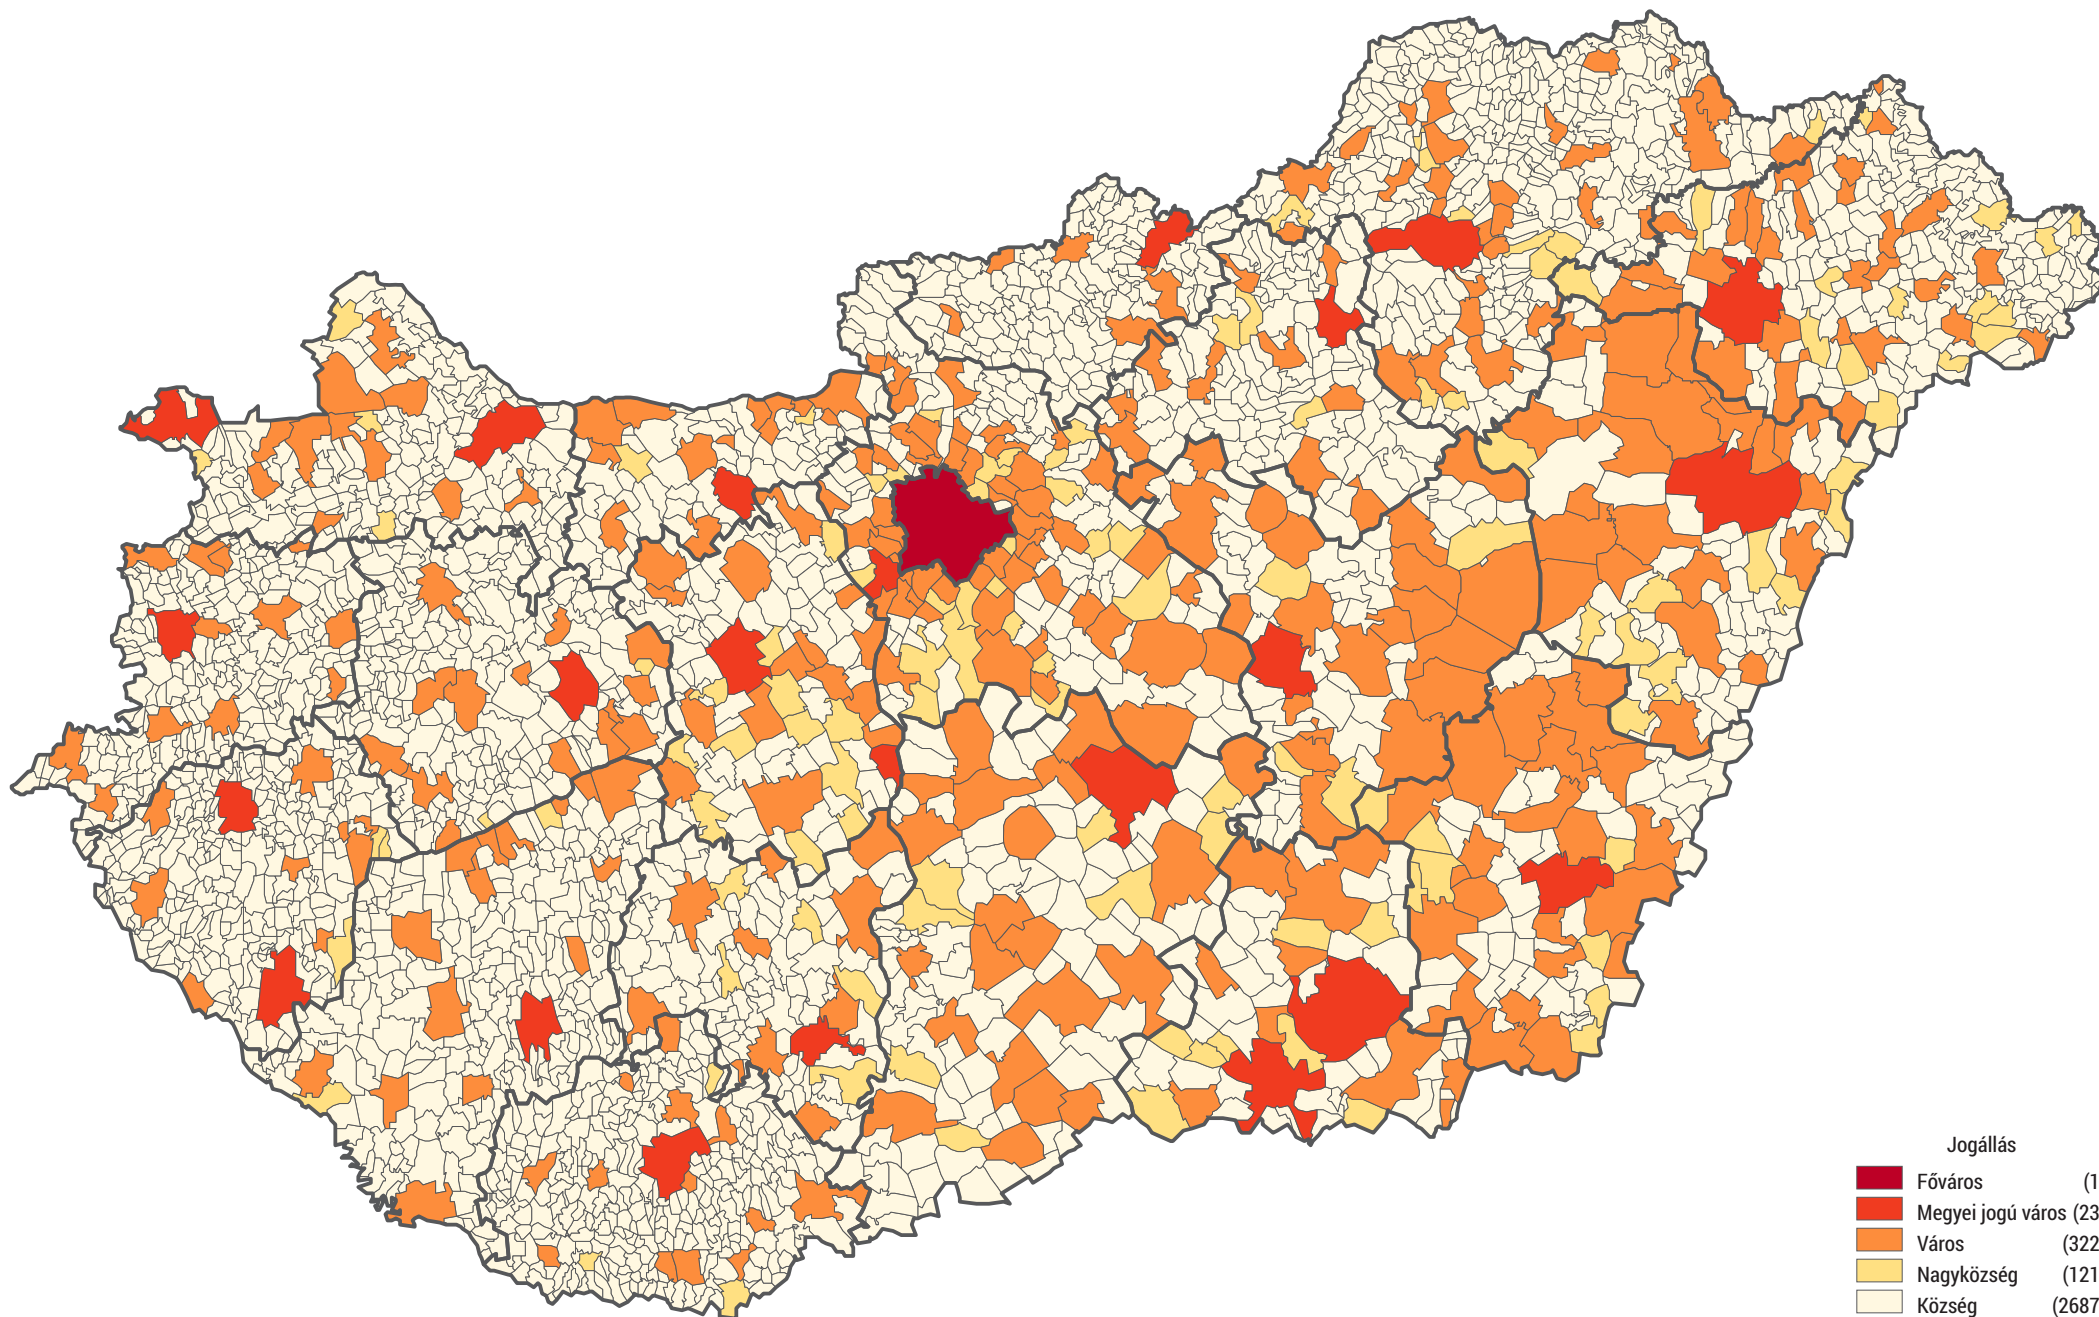 Jogállás
Főváros (1
Megyei jogú város (23
Város (322
Nagyközség (121
Község (2687